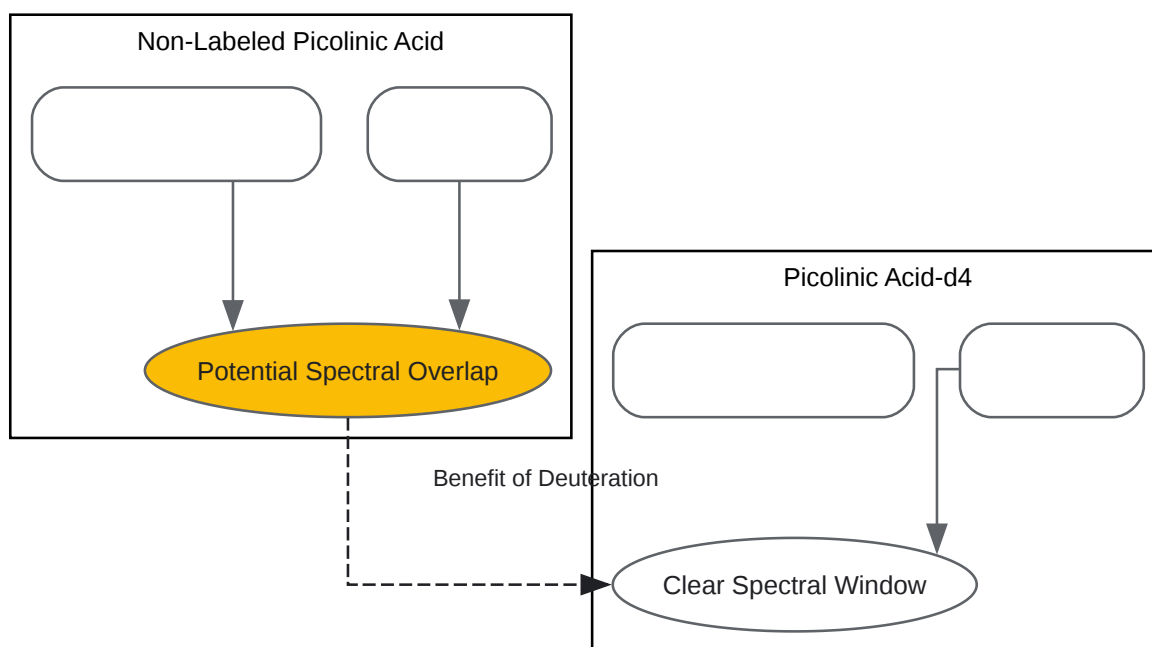 Non-Labeled Picolinic Acid
Picolinic Acid-d4
Potential Spectral Overlap
Benefit of Deuteration
Clear Spectral Window